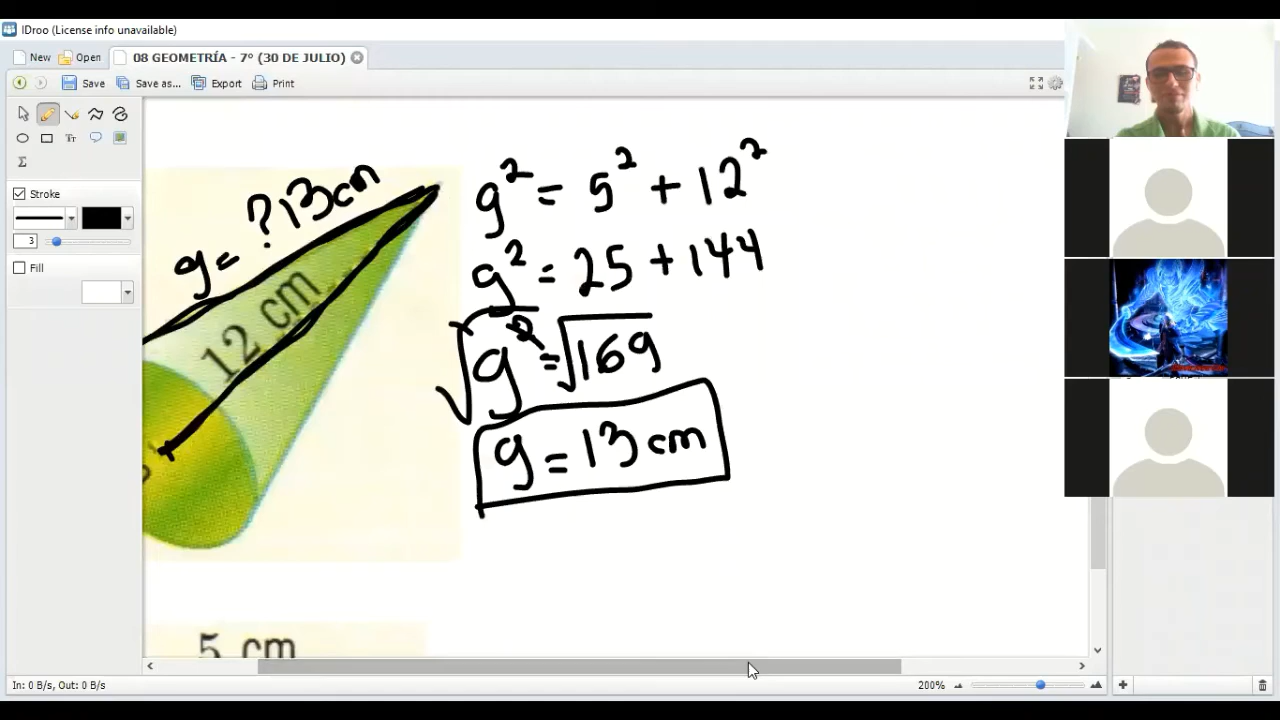 IDroo (License info unavailable)
New Open 08 GEOMETRÍA - 7º (30 DE JULIO)
Save Save as... Export Print
Tт
Σ
Stroke
3
Fill
g = ? 13 cm
12 cm
g² = 5² + 12²
g² = 25 + 144
√g² = √169
g = 13 cm
5 cm
In: 0 B/s, Out: 0 B/s 200%